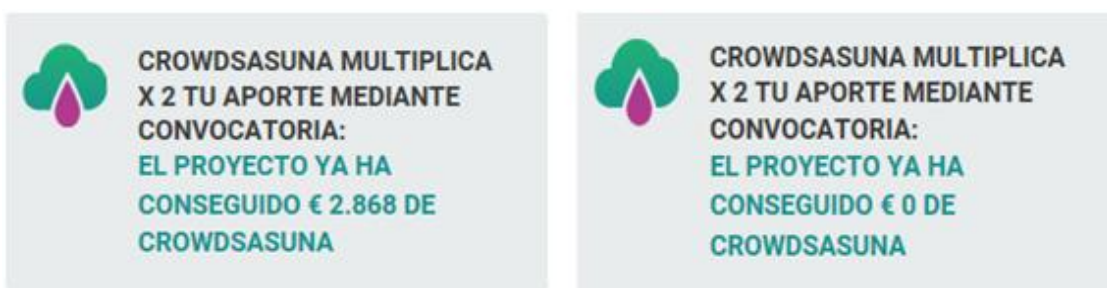 CROWDSASUNA MULTIPLICA
X 2 TU APORTE MEDIANTE
CONVOCATORIA:
EL PROYECTO YA HA
CONSEGUIDO € 2.868 DE
CROWDSASUNA
CROWDSASUNA MULTIPLICA
X 2 TU APORTE MEDIANTE
CONVOCATORIA:
EL PROYECTO YA HA
CONSEGUIDO € 0 DE
CROWDSASUNA